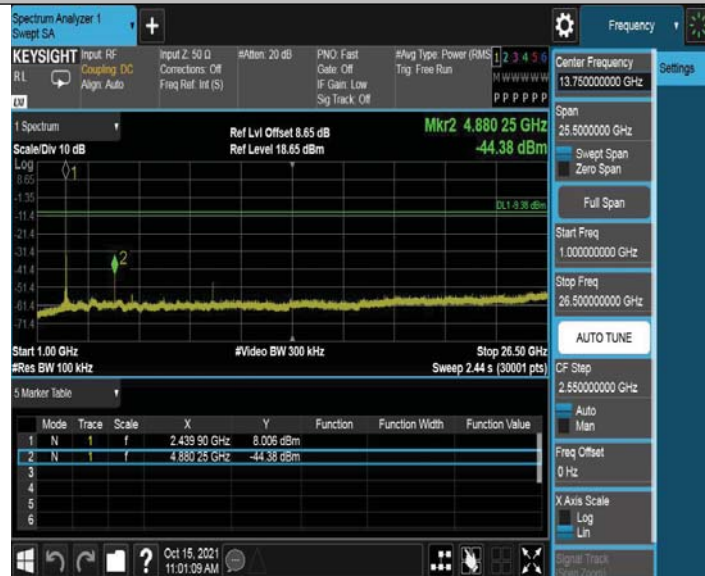 Spectrum Analyzer 1
Swept SA
+
Frequency
KEYSIGHT
RL
Input: RF
Coupling: DC
Align: Auto
Input Z: 50 Ω
Corrections: Off
Freq Ref: Int (S)
#Atten: 20 dB
PNO: Fast
Gate: Off
IF Gain: Low
Sig Track: Off
#Avg Type: Power (RMS
Trig: Free Run
1 2 3 4 5 6
M W W W W W
P P P P P P
Center Frequency
13.750000000 GHz
Settings
Span
25.5000000 GHz
Swept Span
Zero Span
Full Span
Start Freq
1.000000000 GHz
Stop Freq
26.500000000 GHz
AUTO TUNE
CF Step
2.550000000 GHz
Auto
Man
Freq Offset
0 Hz
X Axis Scale
Log
Lin
Signal Track
(Span Zoom)
1 Spectrum
Scale/Div 10 dB
Ref Lvl Offset 8.65 dB
Ref Level 18.65 dBm
Mkr2 4.880 25 GHz
-44.38 dBm
Log
8.65
-1.35
-11.4
-21.4
-31.4
-41.4
-51.4
-61.4
-71.4
1
2
DL1 -9.38 dBm
Start 1.00 GHz
#Res BW 100 kHz
#Video BW 300 kHz
Stop 26.50 GHz
Sweep 2.44 s (30001 pts)
5 Marker Table
Mode Trace Scale X Y Function Function Width Function Value
1 N 1 f 2.439 90 GHz 8.006 dBm
2 N 1 f 4.880 25 GHz -44.38 dBm
3
4
5
6
?
Oct 15, 2021
11:01:09 AM